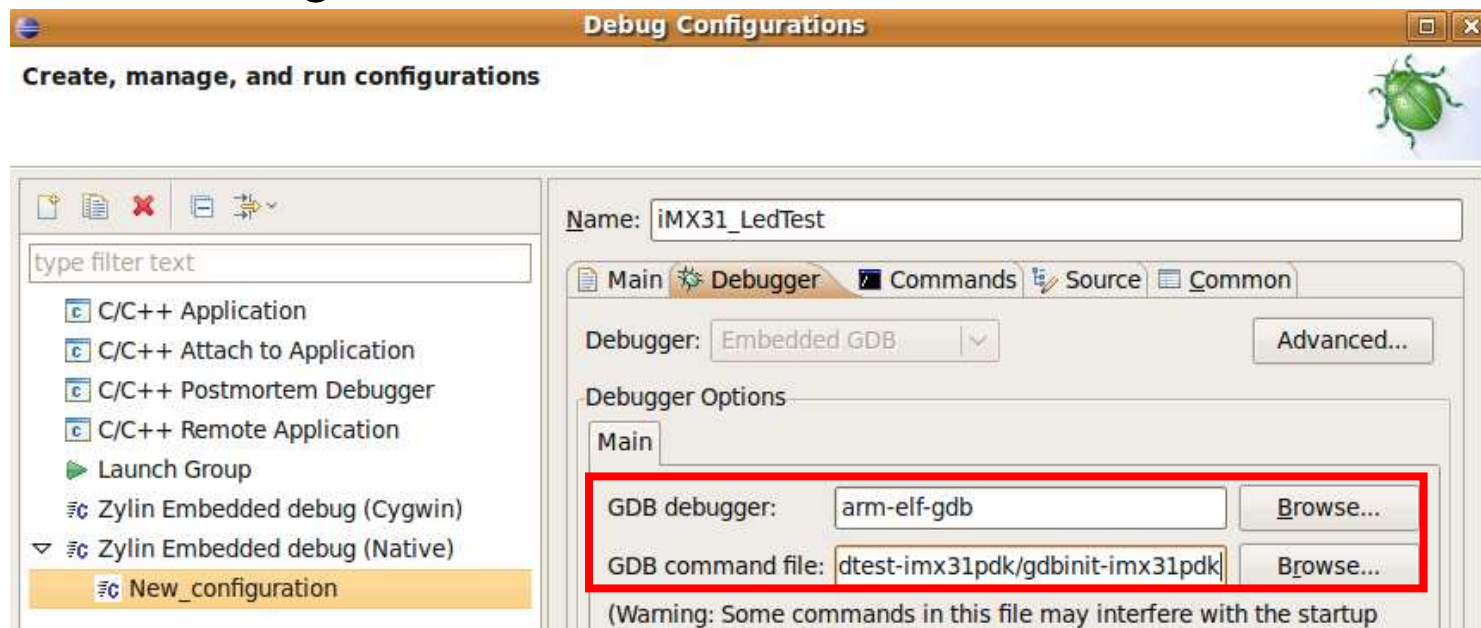 Debug Configurations
Create, manage, and run configurations
type filter text
C/C++ Application
C/C++ Attach to Application
C/C++ Postmortem Debugger
C/C++ Remote Application
Launch Group
Zylin Embedded debug (Cygwin)
Zylin Embedded debug (Native)
New_configuration
Name: iMX31_LedTest
Main Debugger Commands Source Common
Debugger: Embedded GDB Advanced...
Debugger Options
Main
GDB debugger: arm-elf-gdb Browse...
GDB command file: dtest-imx31pdk/gdbinit-imx31pdk Browse...
(Warning: Some commands in this file may interfere with the startup